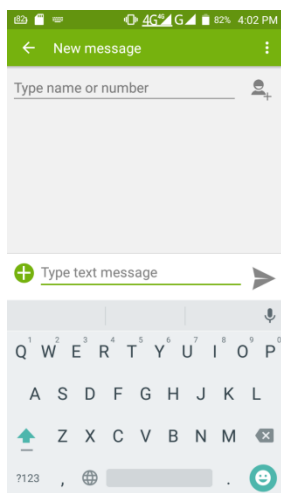 4G 4G G 82% 4:02 PM
New message
Type name or number
Type text message
1 2 3 4 5 6 7 8 9 0
Q W E R T Y U I O P
A S D F G H J K L
Z X C V B N M
?123 , .